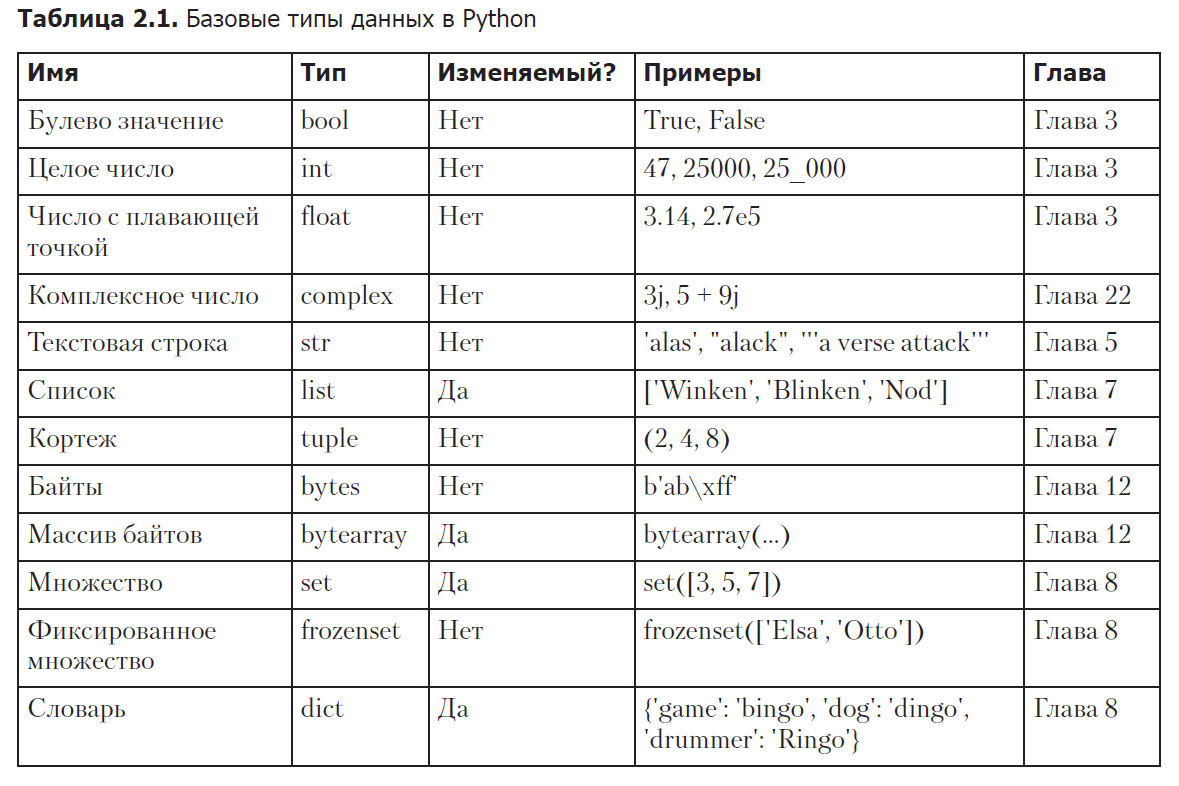 Таблица 2.1. Базовые типы данных в Python
Имя Тип Изменяемый? Примеры Глава
Булево значение bool Нет True, False Глава 3
Целое число int Нет 47, 25000, 25_000 Глава 3
Число с плавающей float Нет 3.14, 2.7e5 Глава 3
точкой
Комплексное число complex Нет 3j, 5 + 9j Глава 22
Текстовая строка str Нет 'alas', "alack", '''a verse attack''' Глава 5
Список list Да ['Winken', 'Blinken', 'Nod'] Глава 7
Кортеж tuple Нет (2, 4, 8) Глава 7
Байты bytes Нет b'ab\xff' Глава 12
Массив байтов bytearray Да bytearray(...) Глава 12
Множество set Да set([3, 5, 7]) Глава 8
Фиксированное frozenset Нет frozenset(['Elsa', 'Otto']) Глава 8
множество
Словарь dict Да {'game': 'bingo', 'dog': 'dingo', Глава 8
'drummer': 'Ringo'}